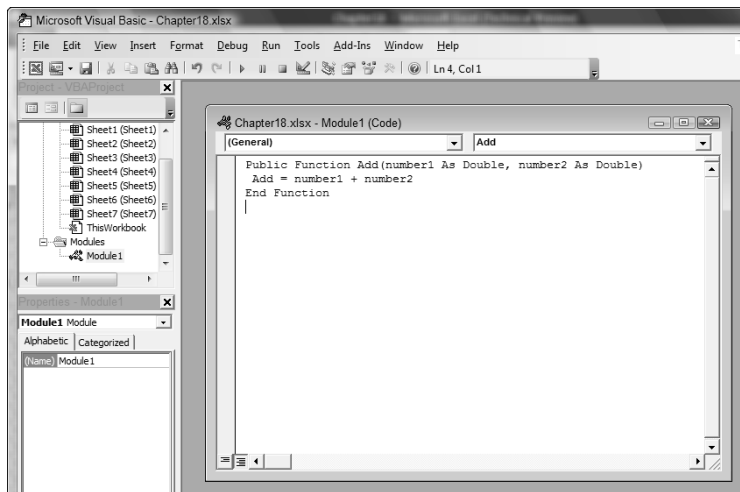 Microsoft Visual Basic - Chapter18.xlsx
File Edit View Insert Format Debug Run Tools Add-Ins Window Help
Ln 4, Col 1
Project - VBAProject
Sheet1 (Sheet1)
Sheet2 (Sheet2)
Sheet3 (Sheet3)
Sheet4 (Sheet4)
Sheet5 (Sheet5)
Sheet6 (Sheet6)
Sheet7 (Sheet7)
ThisWorkbook
Modules
Module1
Properties - Module1
Module1 Module
Alphabetic Categorized
(Name) Module1
Chapter18.xlsx - Module1 (Code)
(General) Add
Public Function Add(number1 As Double, number2 As Double)
Add = number1 + number2
End Function